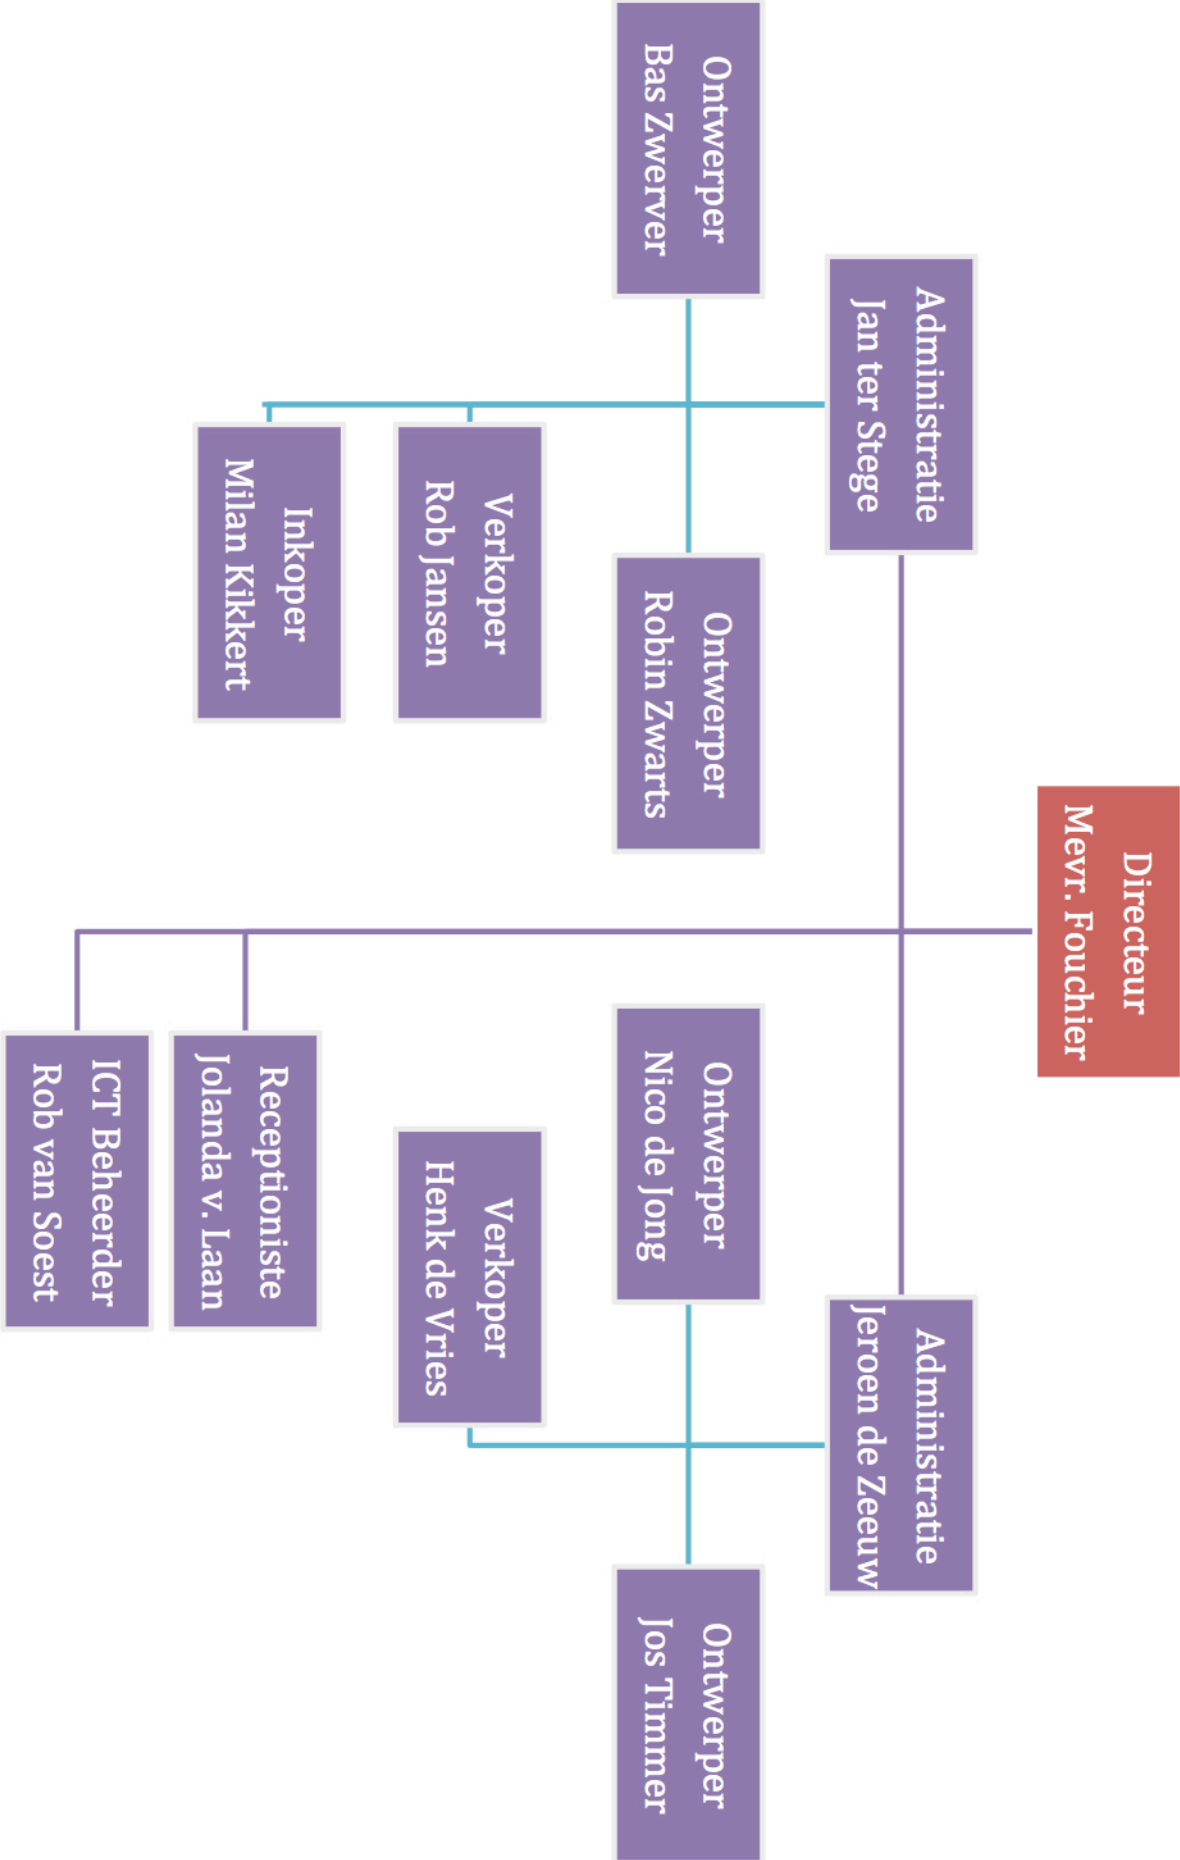 Directeur
Mevr. Fouchier
Administratie
Jan ter Stege
Administratie
Jeroen de Zeeuw
Ontwerper
Bas Zwerver
Ontwerper
Robin Zwarts
Ontwerper
Nico de Jong
Ontwerper
Jos Timmer
Verkoper
Rob Jansen
Verkoper
Henk de Vries
Inkoper
Milan Kikkert
Receptioniste
Jolanda v. Laan
ICT Beheerder
Rob van Soest